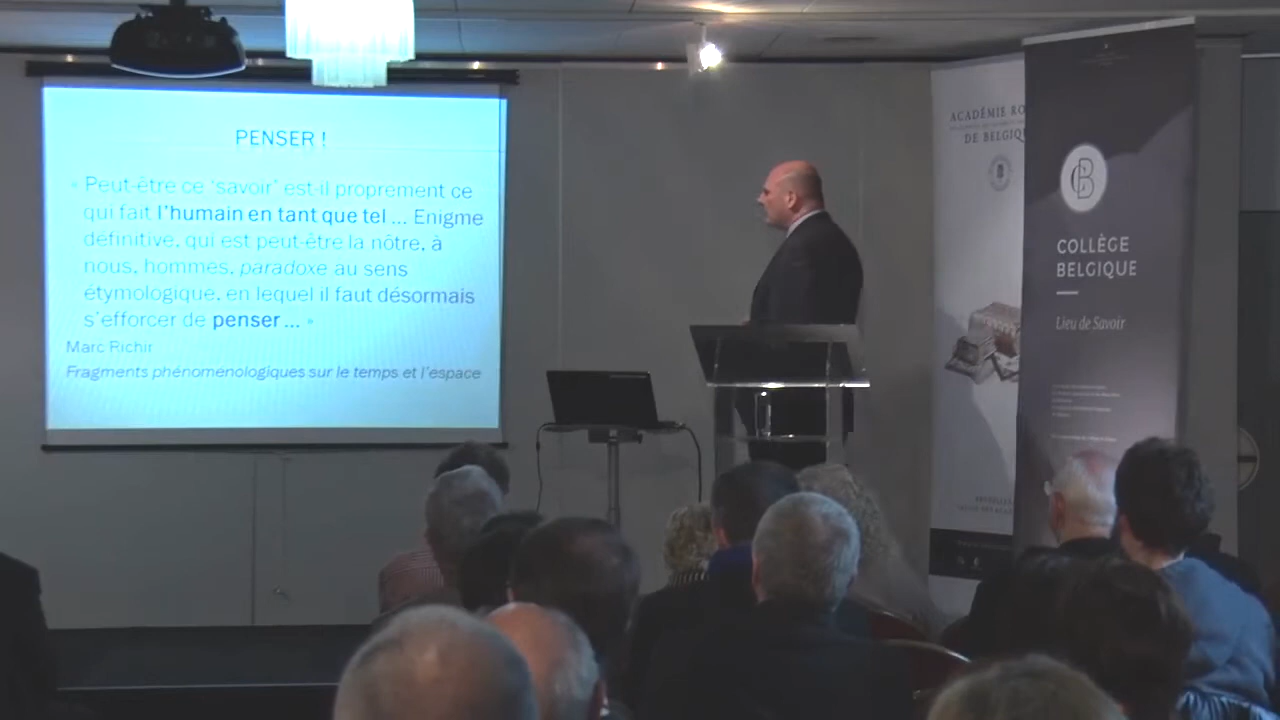 PENSER !
« Peut-être ce "savoir" est-il proprement ce
qui fait l'humain en tant que tel ... Enigme
définitive, qui est peut-être la nôtre, à
nous, hommes, paradoxe au sens
étymologique, en lequel il faut désormais
s'efforcer de penser ... »
Marc Richir
Fragments phénomenologiques sur le temps et l'espace
ACADÉMIE RO
DE BELGIQU
CB
COLLÈGE
BELGIQUE
Lieu de Savoir